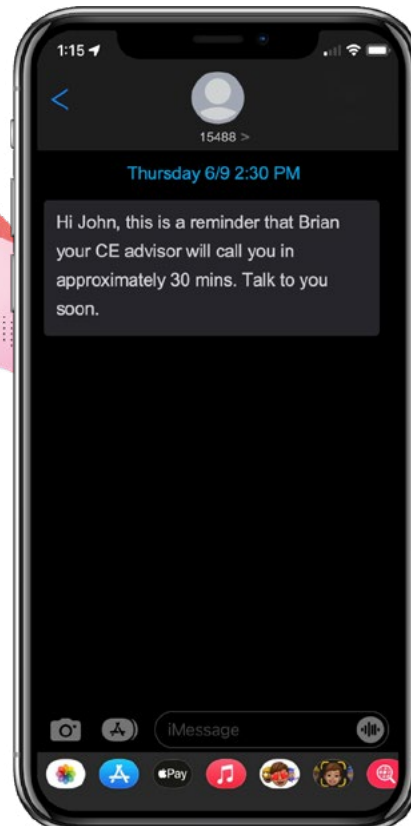 1:15
15488 >
Thursday 6/9 2:30 PM
Hi John, this is a reminder that Brian
your CE advisor will call you in
approximately 30 mins. Talk to you
soon.
iMessage
Pay